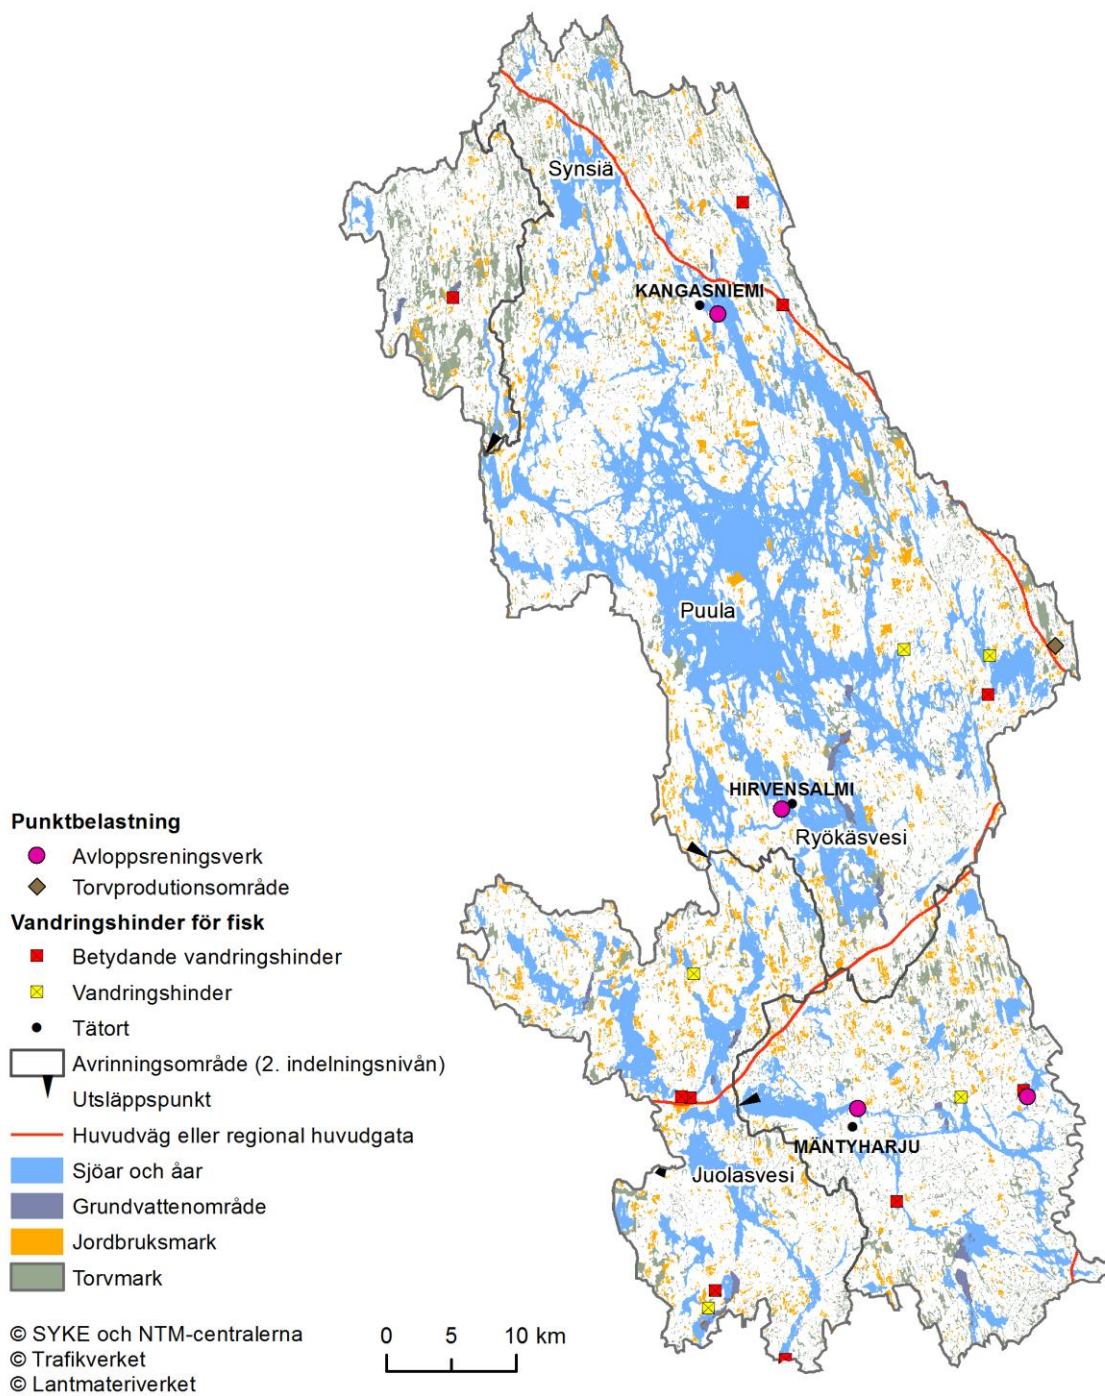 Synsiä
KANGASNIEMI
Puula
HIRVENSALMI
Ryökäsvesi
MÄNTYHARJU
Juolasvesi
Punktbelastning
Avloppsreningsverk
Torvprodutionsområde
Vandringshinder för fisk
Betydande vandringshinder
Vandringshinder
Tätort
Avrinningsområde (2. indelningsnivån)
Utsläppspunkt
Huvudväg eller regional huvudgata
Sjöar och åar
Grundvattenområde
Jordbruksmark
Torvmark
© SYKE och NTM-centralerna
© Trafikverket
© Lantmateriverket
0 5 10 km